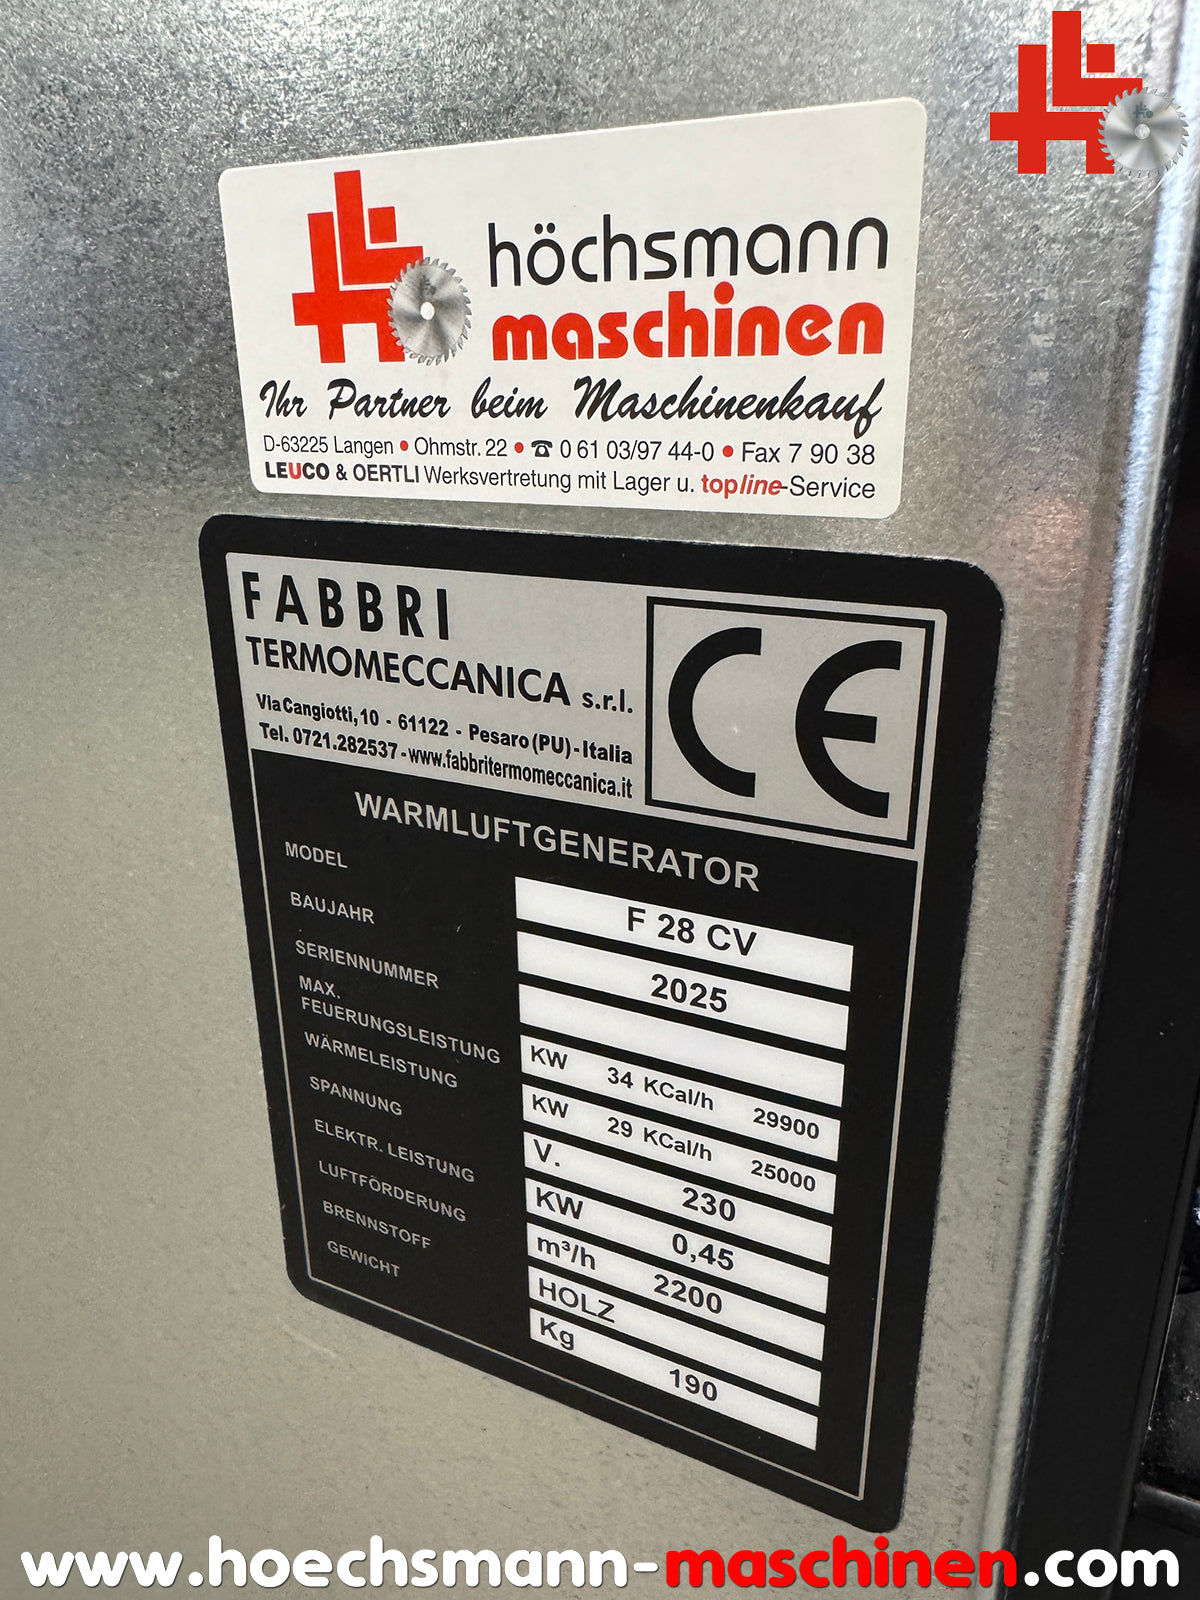 höchsmann
maschinen
Ihr Partner beim Maschinenkauf
D-63225 Langen • Ohmstr. 22 • ☎ 0 61 03/97 44-0 • Fax 7 90 38
LEUCO & OERTLI Werksvertretung mit Lager u. topline-Service
FABBRI
TERMOMECCANICA s.r.l.
Via Cangiotti, 10 - 61122 - Pesaro (PU) - Italia
Tel. 0721.282537 - www.fabbritermomeccanica.it
CE
WARMLUFTGENERATOR
MODEL F 28 CV
BAUJAHR 2025
SERIENNUMMER
MAX.
FEUERUNGSLEISTUNG KW 34 KCal/h 29900
WÄRMELEISTUNG KW 29 KCal/h 25000
SPANNUNG V. 230
ELEKTR. LEISTUNG KW 0,45
LUFTFÖRDERUNG m³/h 2200
BRENNSTOFF HOLZ
GEWICHT Kg 190
www.hoechsmann-maschinen.com